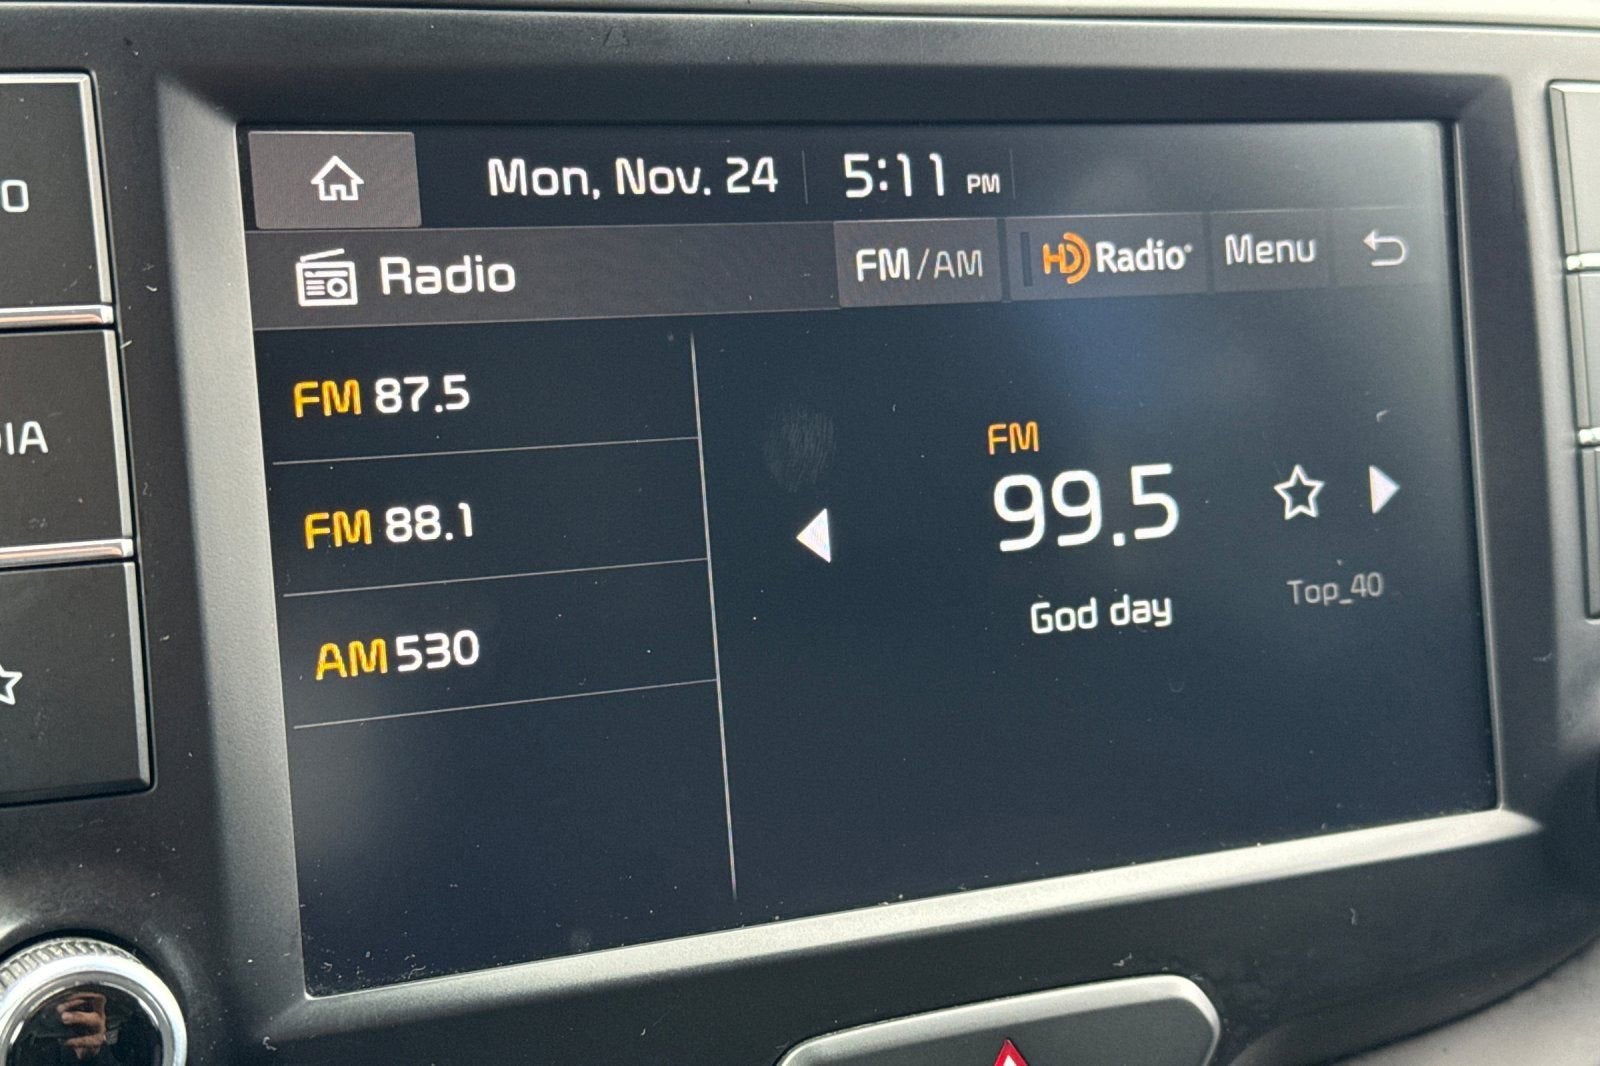 Mon, Nov. 24 5:11 PM
Radio FM/AM HD Radio® Menu
FM 87.5
FM 88.1
AM 530
FM
99.5
God day
Top_40
O
DIA